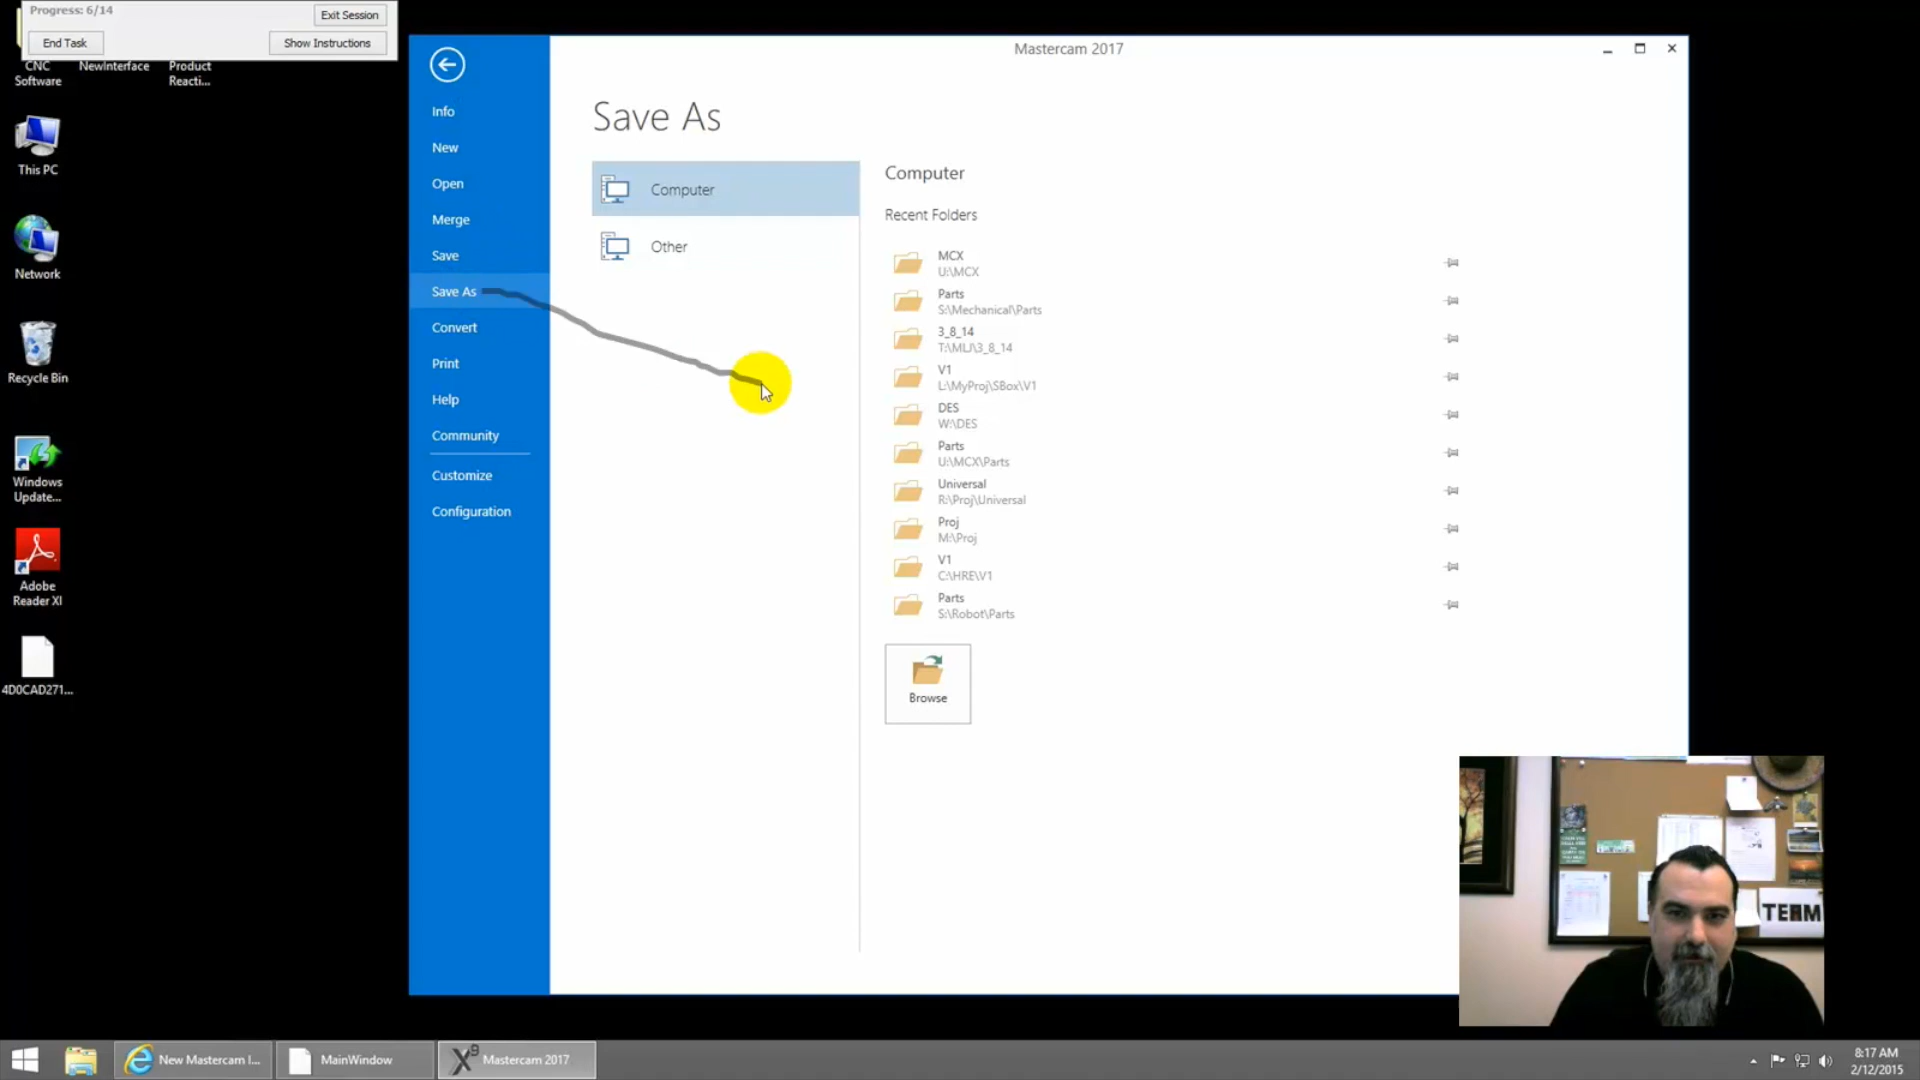 Progress: 6/14
Exit Session
End Task
Show Instructions
CNC
Software
NewInterface
Product
Reacti...
This PC
Network
Recycle Bin
Windows
Update...
Adobe
Reader XI
4D0CAD271...
Mastercam 2017
Info
New
Open
Merge
Save
Save As
Convert
Print
Help
Community
Customize
Configuration
Save As
Computer
Other
Computer
Recent Folders
MCX
U:\MCX
Parts
S:\Mechanical\Parts
3_8_14
T:\MLJ\3_8_14
V1
L:\MyProj\SBox\V1
DES
W:\DES
Parts
U:\MCX\Parts
Universal
R:\Proj\Universal
Proj
M:\Proj
V1
C:\HRE\V1
Parts
S:\Robot\Parts
Browse
TEAM
New Mastercam I...
MainWindow
X9
Mastercam 2017
8:17 AM
2/12/2015